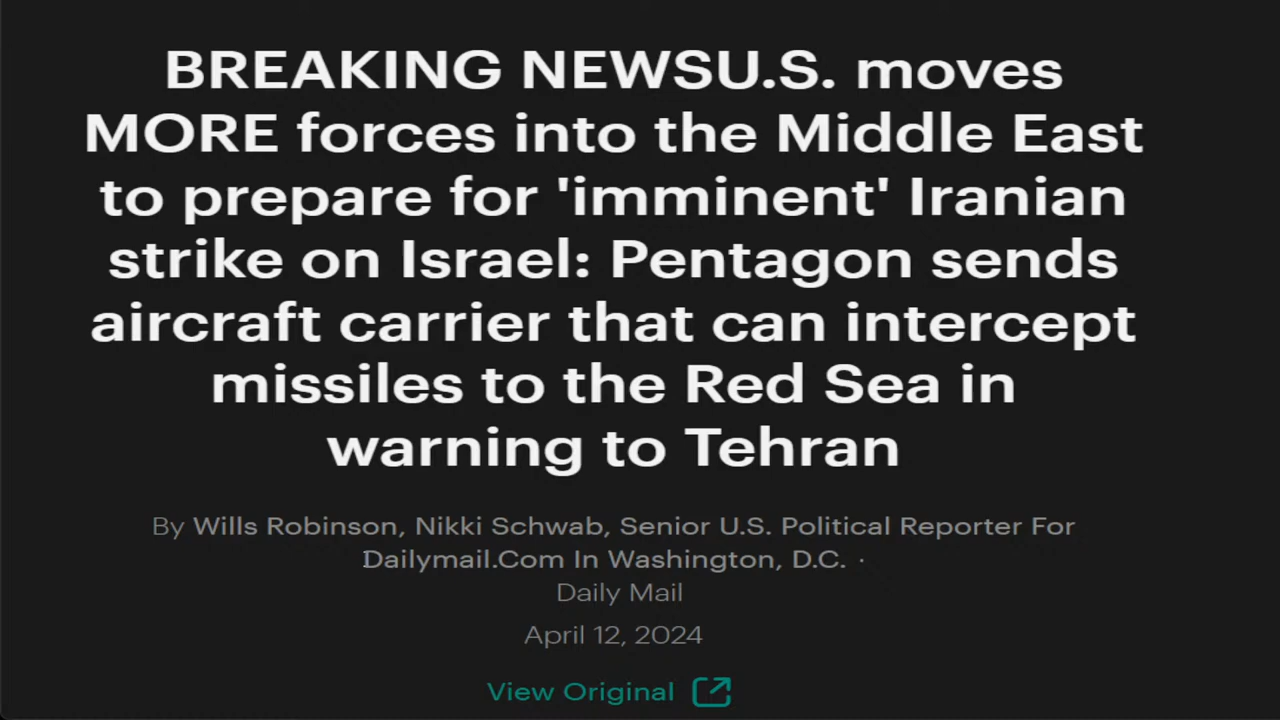 BREAKING NEWSU.S. moves
MORE forces into the Middle East
to prepare for 'imminent' Iranian
strike on Israel: Pentagon sends
aircraft carrier that can intercept
missiles to the Red Sea in
warning to Tehran
By Wills Robinson, Nikki Schwab, Senior U.S. Political Reporter For
Dailymail.Com In Washington, D.C. ·
Daily Mail
April 12, 2024
View Original